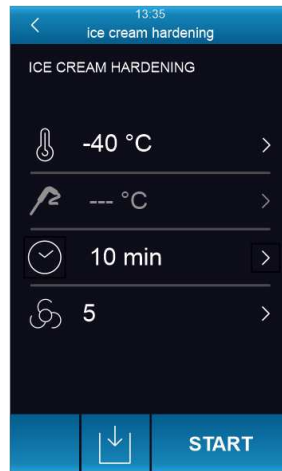 13:35
ice cream hardening
ICE CREAM HARDENING
-40 °C
--- °C
10 min
5
START